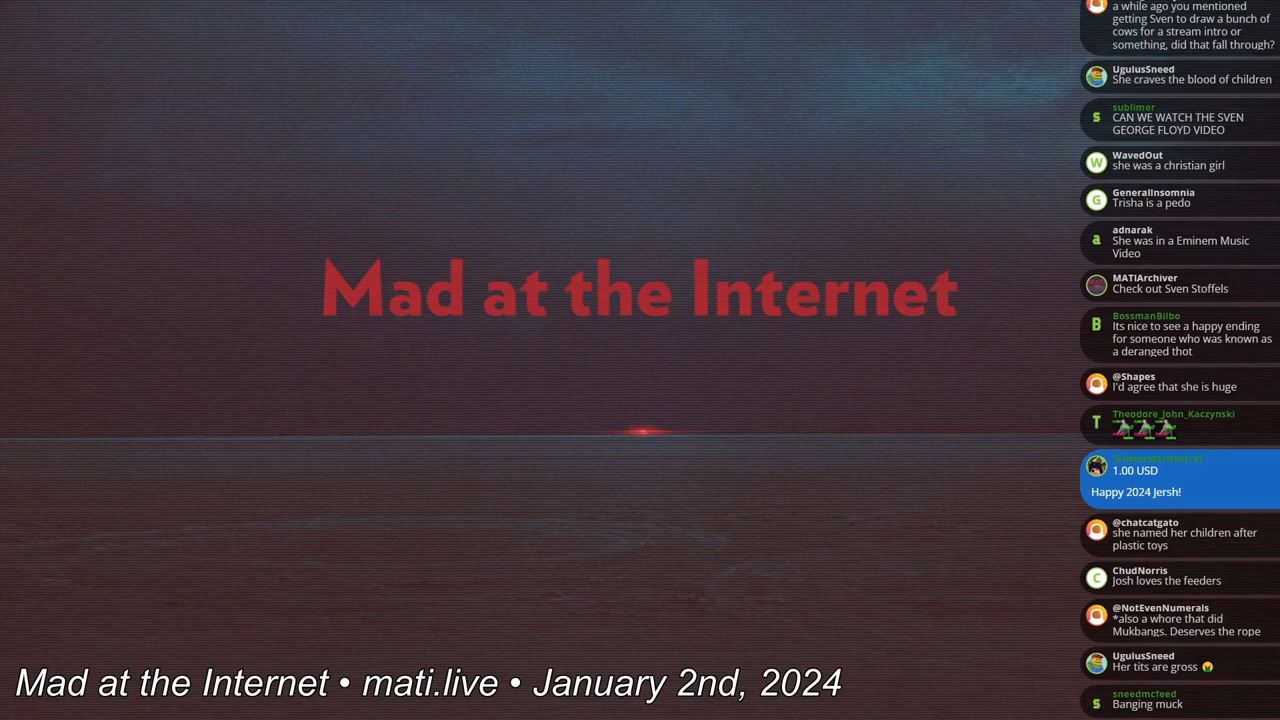 Mad at the Internet
Mad at the Internet • mati.live • January 2nd, 2024
a while ago you mentioned
getting Sven to draw a bunch of
cows for a stream intro or
something, did that fall through?
UgulusSneed
She craves the blood of children
sublimer
CAN WE WATCH THE SVEN
GEORGE FLOYD VIDEO
WavedOut
she was a christian girl
GeneralInsomnia
Trisha is a pedo
adnarak
She was in a Eminem Music
Video
MATIArchiver
Check out Sven Stoffels
BossmanBilbo
Its nice to see a happy ending
for someone who was known as
a deranged thot
@Shapes
I'd agree that she is huge
Theodore_John_Kaczynski
1.00 USD
Happy 2024 Jersh!
@chatcatgato
she named her children after
plastic toys
ChudNorris
Josh loves the feeders
@NotEvenNumerals
*also a whore that did
Mukbangs. Deserves the rope
UgulusSneed
Her tits are gross
sneedmcfeed
Banging muck